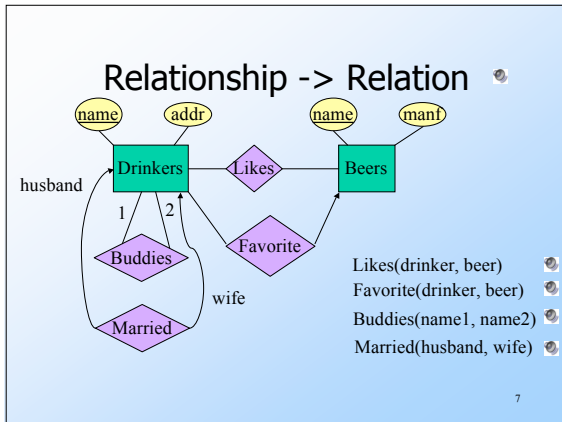 Relationship -> Relation
name
addr
name
manf
Drinkers
Likes
Beers
husband
1
2
Buddies
Favorite
wife
Married
Likes(drinker, beer)
Favorite(drinker, beer)
Buddies(name1, name2)
Married(husband, wife)
7